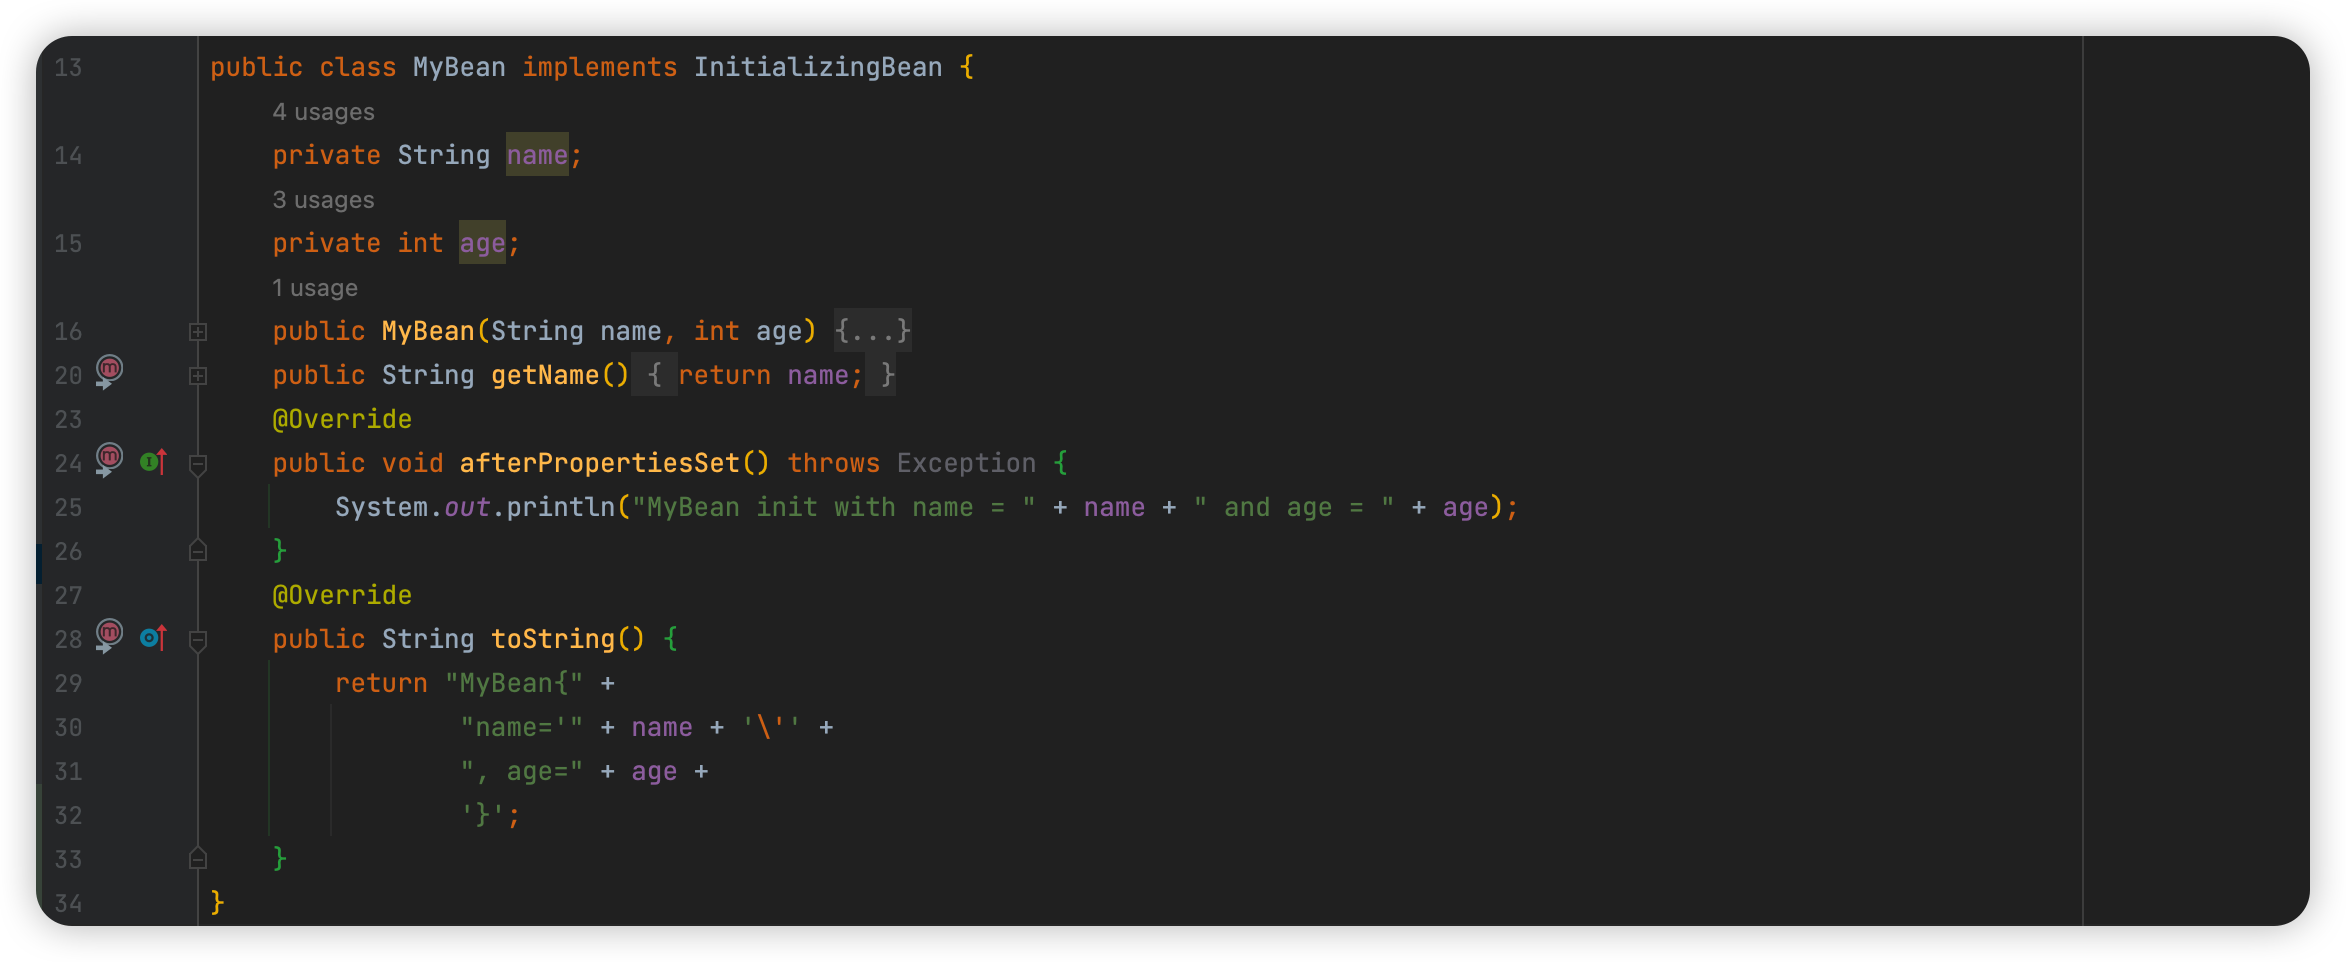 13 public class MyBean implements InitializingBean {
4 usages
14 private String name;
3 usages
15 private int age;
1 usage
16 public MyBean(String name, int age) {...}
20 public String getName() { return name; }
23 @Override
24 public void afterPropertiesSet() throws Exception {
25 System.out.println("MyBean init with name = " + name + " and age = " + age);
26 }
27 @Override
28 public String toString() {
29 return "MyBean{" +
30 "name='" + name + '\'' +
31 ", age=" + age +
32 '}';
33 }
34 }